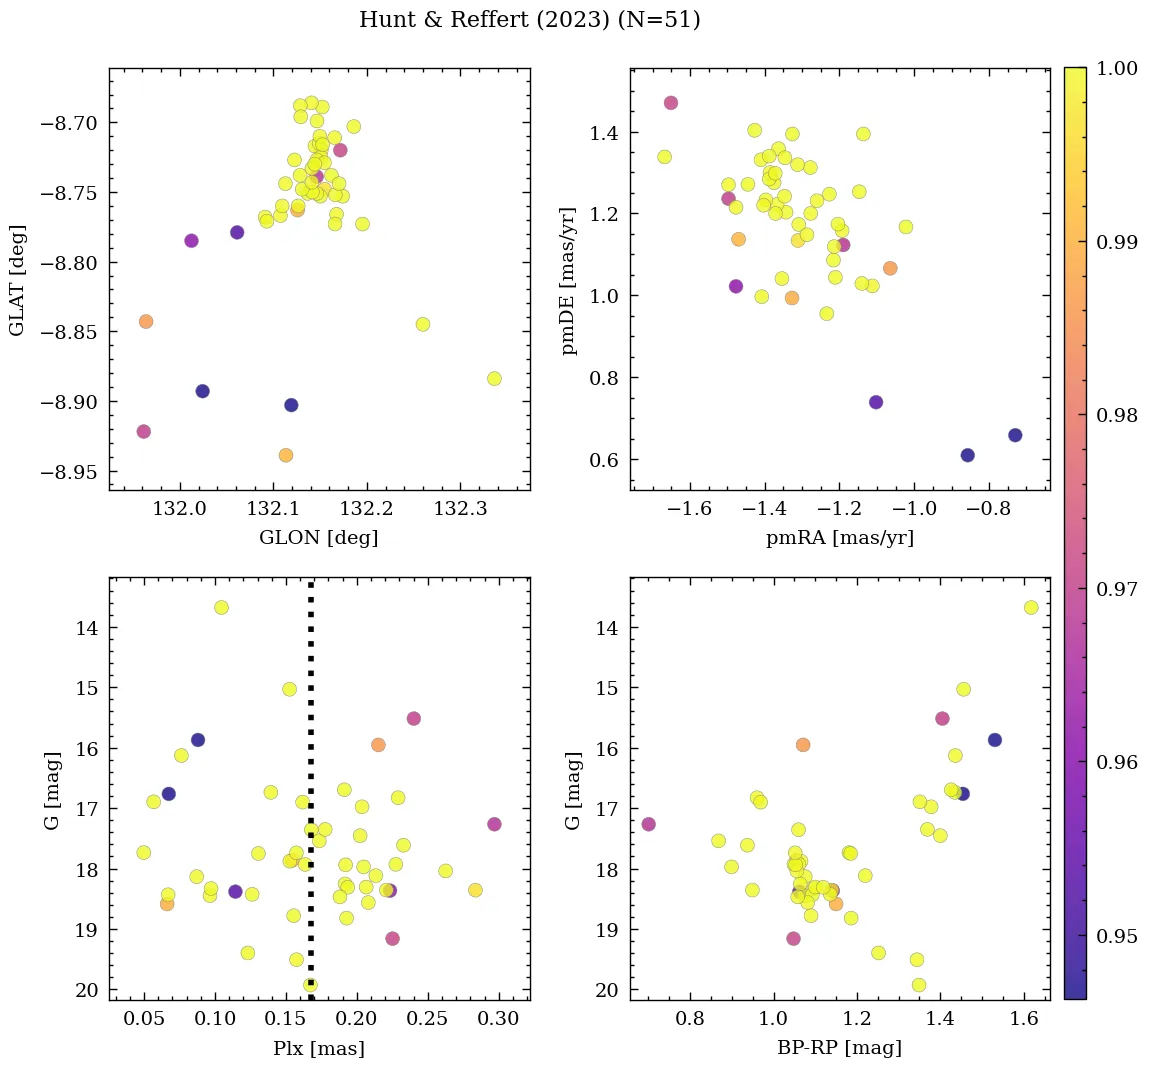 Hunt & Reffert (2023) (N=51)
−8.70
−8.75
−8.80
−8.85
−8.90
−8.95
GLAT [deg]
132.0 132.1 132.2 132.3
GLON [deg]
1.4
1.2
1.0
0.8
0.6
pmDE [mas/yr]
−1.6 −1.4 −1.2 −1.0 −0.8
pmRA [mas/yr]
1.00
0.99
0.98
0.97
0.96
0.95
14
15
16
17
18
19
20
G [mag]
0.05 0.10 0.15 0.20 0.25 0.30
Plx [mas]
14
15
16
17
18
19
20
G [mag]
0.8 1.0 1.2 1.4 1.6
BP-RP [mag]